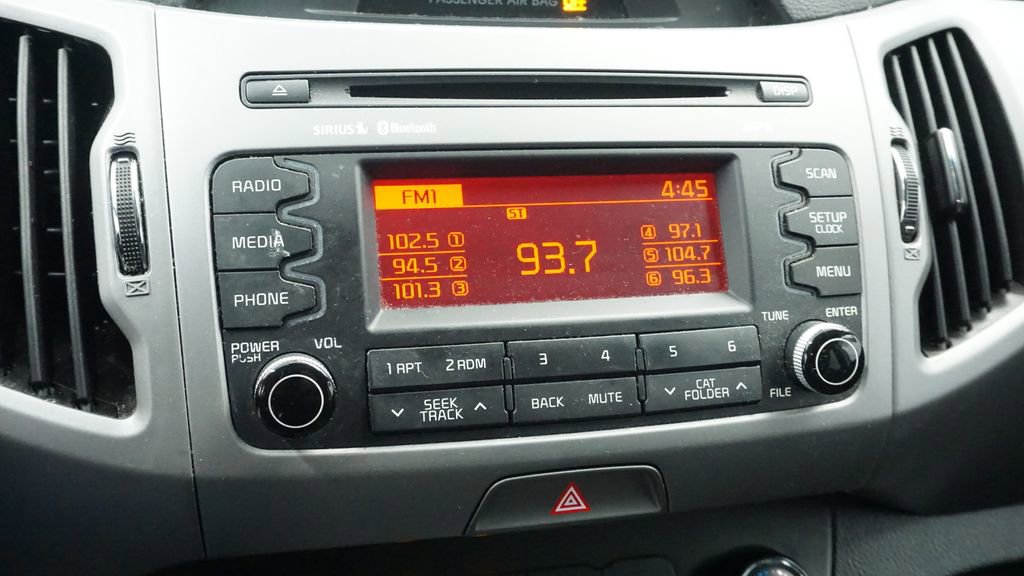 PASSENGER AIR BAG OFF
DISP
SIRIUS Bluetooth
RADIO
MEDIA
PHONE
POWER
PUSH
VOL
FM1 4:45
ST
102.5 1
94.5 2
101.3 3
93.7
4 97.1
5 104.7
6 96.3
SCAN
SETUP
CLOCK
MENU
TUNE
ENTER
FILE
1 RPT 2 RDM 3 4 5 6
SEEK
TRACK
BACK MUTE
CAT
FOLDER